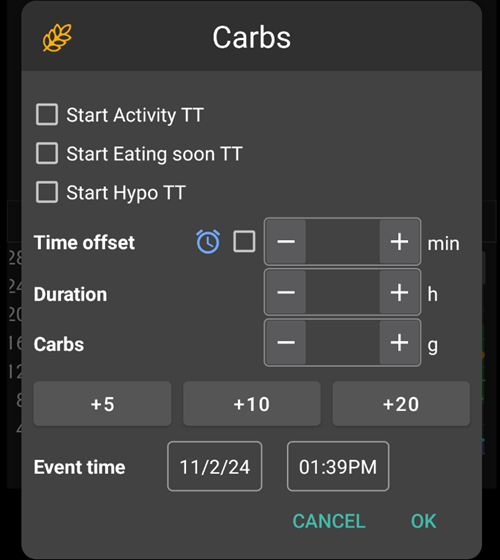 Carbs
Start Activity TT
Start Eating soon TT
Start Hypo TT
Time offset − + min
Duration − + h
Carbs − + g
+5 +10 +20
Event time 11/2/24 01:39PM
CANCEL OK